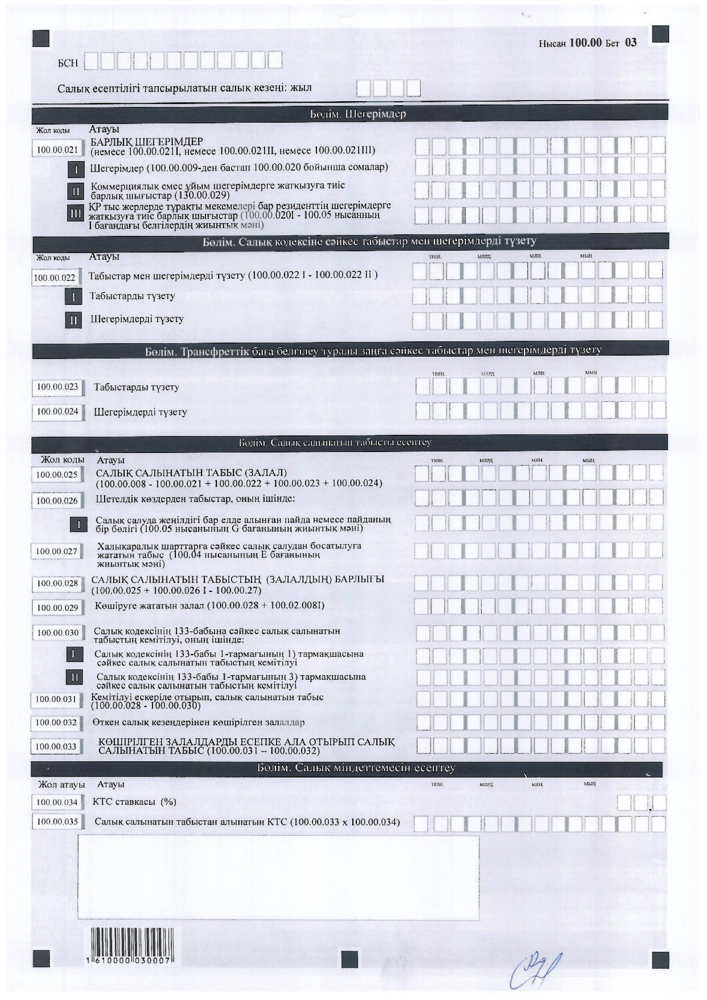 Нысан 100.00 Бет 03
БСН
Салық есептілігі тапсырылатын салық кезеңі: жыл
Бөлім. Шегерімдер
Жол коды Атауы
100.00.021 БАРЛЫҚ ШЕГЕРІМДЕР
(немесе 100.00.021I, немесе 100.00.021II, немесе 100.00.021III)
I Шегерімдер (100.00.009-ден бастап 100.00.020 бойынша сомалар)
II Коммерциялық емес ұйым шегерімдерге жатқызуға тиіс
барлық шығыстар (130.00.029)
III ҚР тыс жерлерде тұрақты мекемелері бар резиденттің шегерімдерге
жатқызуға тиіс барлық шығыстар (100.00.020I - 100.05 нысанның
I бағандағы белгілердің жиынтық мәні)
Бөлім. Салық кодексіне сәйкес табыстар мен шегерімдерді түзету
Жол коды Атауы ТРЛН. МЛРД. МЛН. МЫҢ
100.00.022 Табыстар мен шегерімдерді түзету (100.00.022 I - 100.00.022 II )
I Табыстарды түзету
II Шегерімдерді түзету
Бөлім. Трансфреттік баға белгілеу туралы заңға сәйкес табыстар мен шегерімдерді түзету
ТРЛН. МЛРД. МЛН. МЫҢ
100.00.023 Табыстарды түзету
100.00.024 Шегерімдерді түзету
Бөлім. Салық салынатын табысты есептеу
Жол коды Атауы ТРЛН. МЛРД. МЛН. МЫҢ
100.00.025 САЛЫҚ САЛЫНАТЫН ТАБЫС (ЗАЛАЛ)
(100.00.008 - 100.00.021 + 100.00.022 + 100.00.023 + 100.00.024)
100.00.026 Шетелдік көздерден табыстар, оның ішінде:
I Салық салуда жеңілдігі бар елде алынған пайда немесе пайданың
бір бөлігі (100.05 нысанының G бағанының жиынтық мәні)
100.00.027 Халықаралық шарттарға сәйкес салық салудан босатылуға
жататын табыс (100.04 нысанының E бағанының
жиынтық мәні)
100.00.028 САЛЫҚ САЛЫНАТЫН ТАБЫСТЫҢ (ЗАЛАЛДЫҢ) БАРЛЫҒЫ
(100.00.025 + 100.00.026 I - 100.00.27)
100.00.029 Көшіруге жататын залал (100.00.028 + 100.02.008I)
100.00.030 Салық кодексінің 133-бабына сәйкес салық салынатын
табыстың кемітілуі, оның ішінде:
I Салық кодексінің 133-бабы 1-тармағының 1) тармақшасына
сәйкес салық салынатын табыстың кемітілуі
II Салық кодексінің 133-бабы 1-тармағының 3) тармақшасына
сәйкес салық салынатын табыстың кемітілуі
100.00.031 Кемітілуі ескеріле отырып, салық салынатын табыс
(100.00.028 - 100.00.030)
100.00.032 Өткен салық кезеңдерінен көшірілген залалдар
100.00.033 КӨШІРІЛГЕН ЗАЛАЛДАРДЫ ЕСЕПКЕ АЛА ОТЫРЫП САЛЫҚ
САЛЫНАТЫН ТАБЫС (100.00.031 – 100.00.032)
Бөлім. Салық міндеттемесін есептеу
Жол атауы Атауы ТРЛН. МЛРД. МЛН. МЫҢ
100.00.034 КТС ставкасы (%) ,
100.00.035 Салық салынатын табыстан алынатын КТС (100.00.033 х 100.00.034)
1 610000 030007